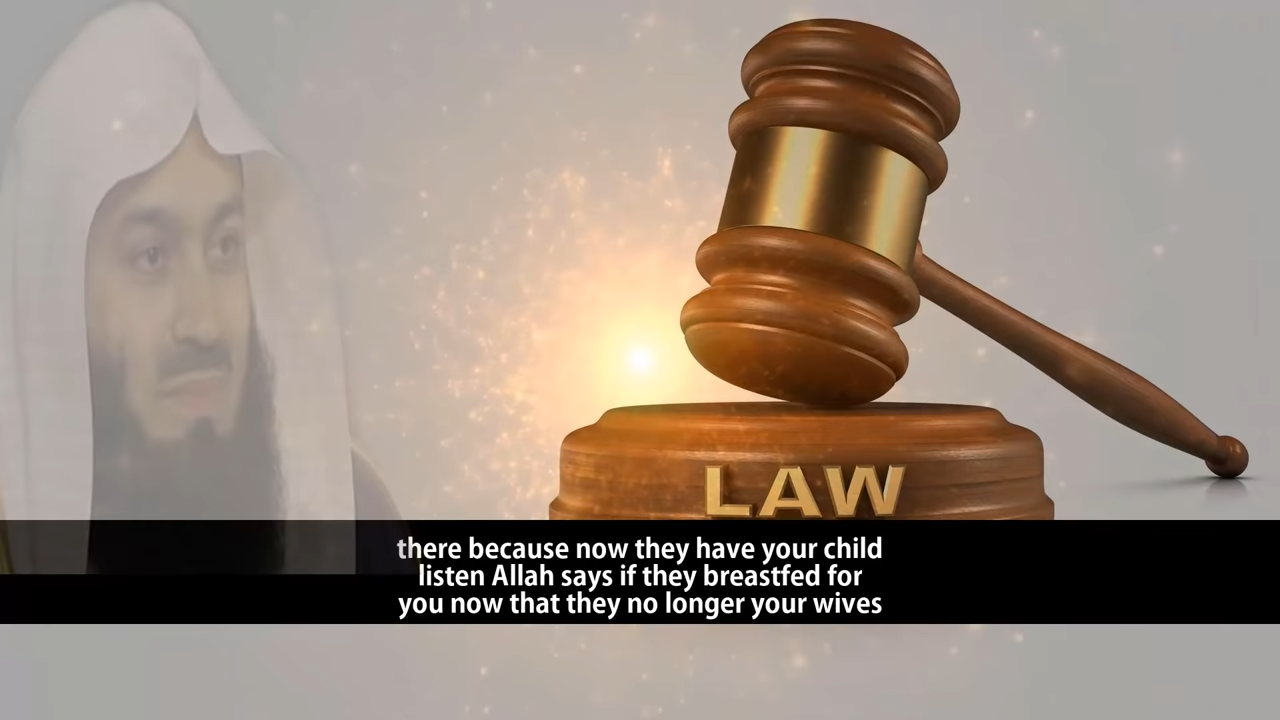 LAW
there because now they have your child
listen Allah says if they breastfed for
you now that they no longer your wives